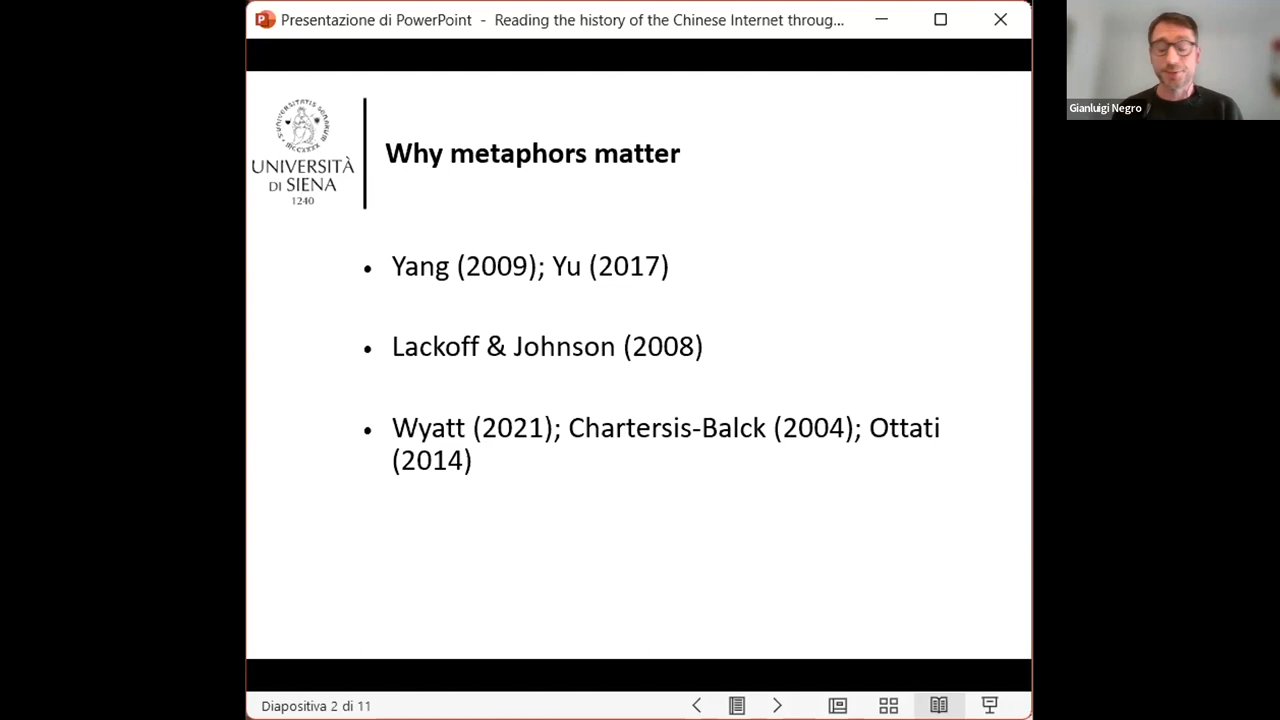 Presentazione di PowerPoint - Reading the history of the Chinese Internet throug...
Gianluigi Negro
UNIVERSITÀ
DI SIENA
1240
Why metaphors matter
• Yang (2009); Yu (2017)
• Lackoff & Johnson (2008)
• Wyatt (2021); Chartersis-Balck (2004); Ottati
(2014)
Diapositiva 2 di 11